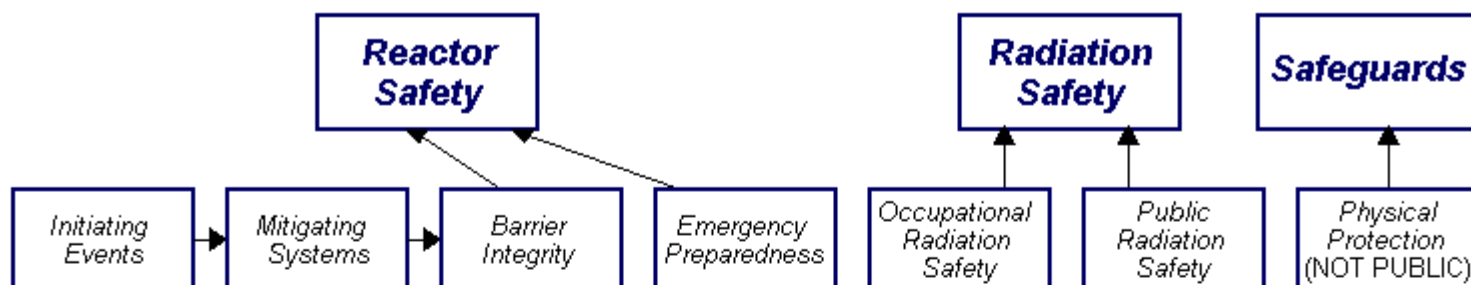 Reactor
Safety
Radiation
Safety
Safeguards
Initiating
Events
Mitigating
Systems
Barrier
Integrity
Emergency
Preparedness
Occupational
Radiation
Safety
Public
Radiation
Safety
Physical
Protection
(NOT PUBLIC)